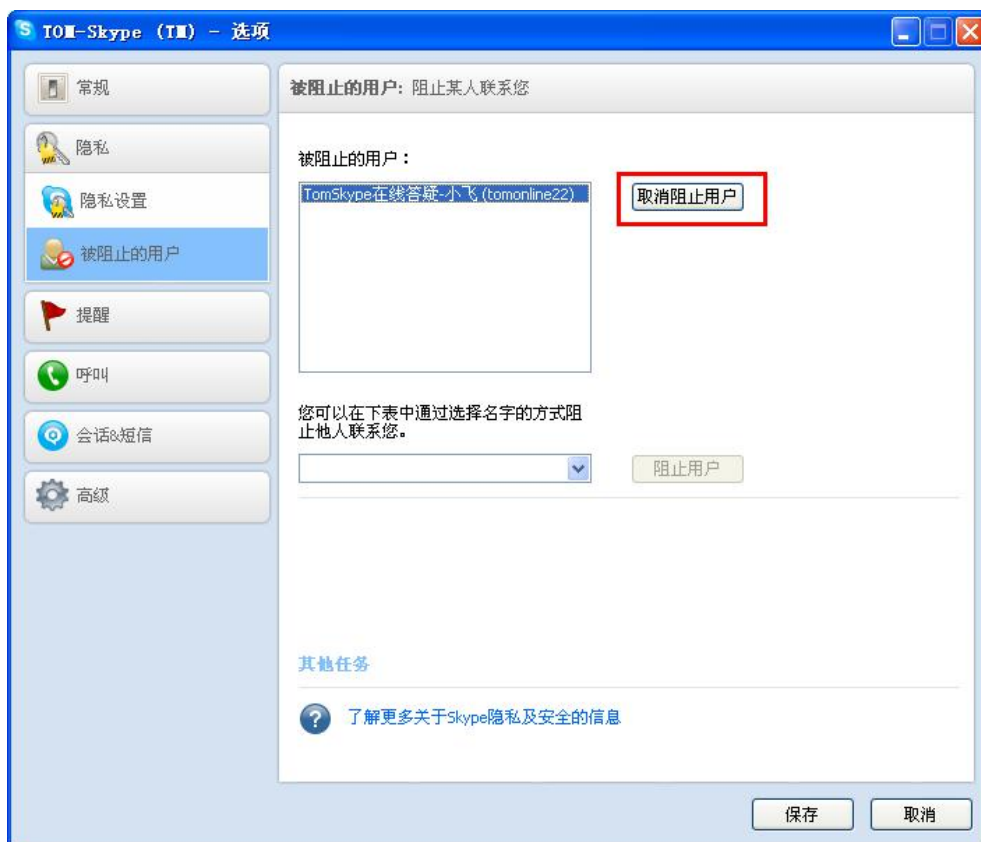 TOM-Skype (TM) - 选项
常规
隐私
隐私设置
被阻止的用户
提醒
呼叫
会话&短信
高级
被阻止的用户: 阻止某人联系您
被阻止的用户：
TomSkype在线答疑-小飞 (tomonline22)
取消阻止用户
您可以在下表中通过选择名字的方式阻
止他人联系您。
阻止用户
其他任务
了解更多关于Skype隐私及安全的信息
保存
取消